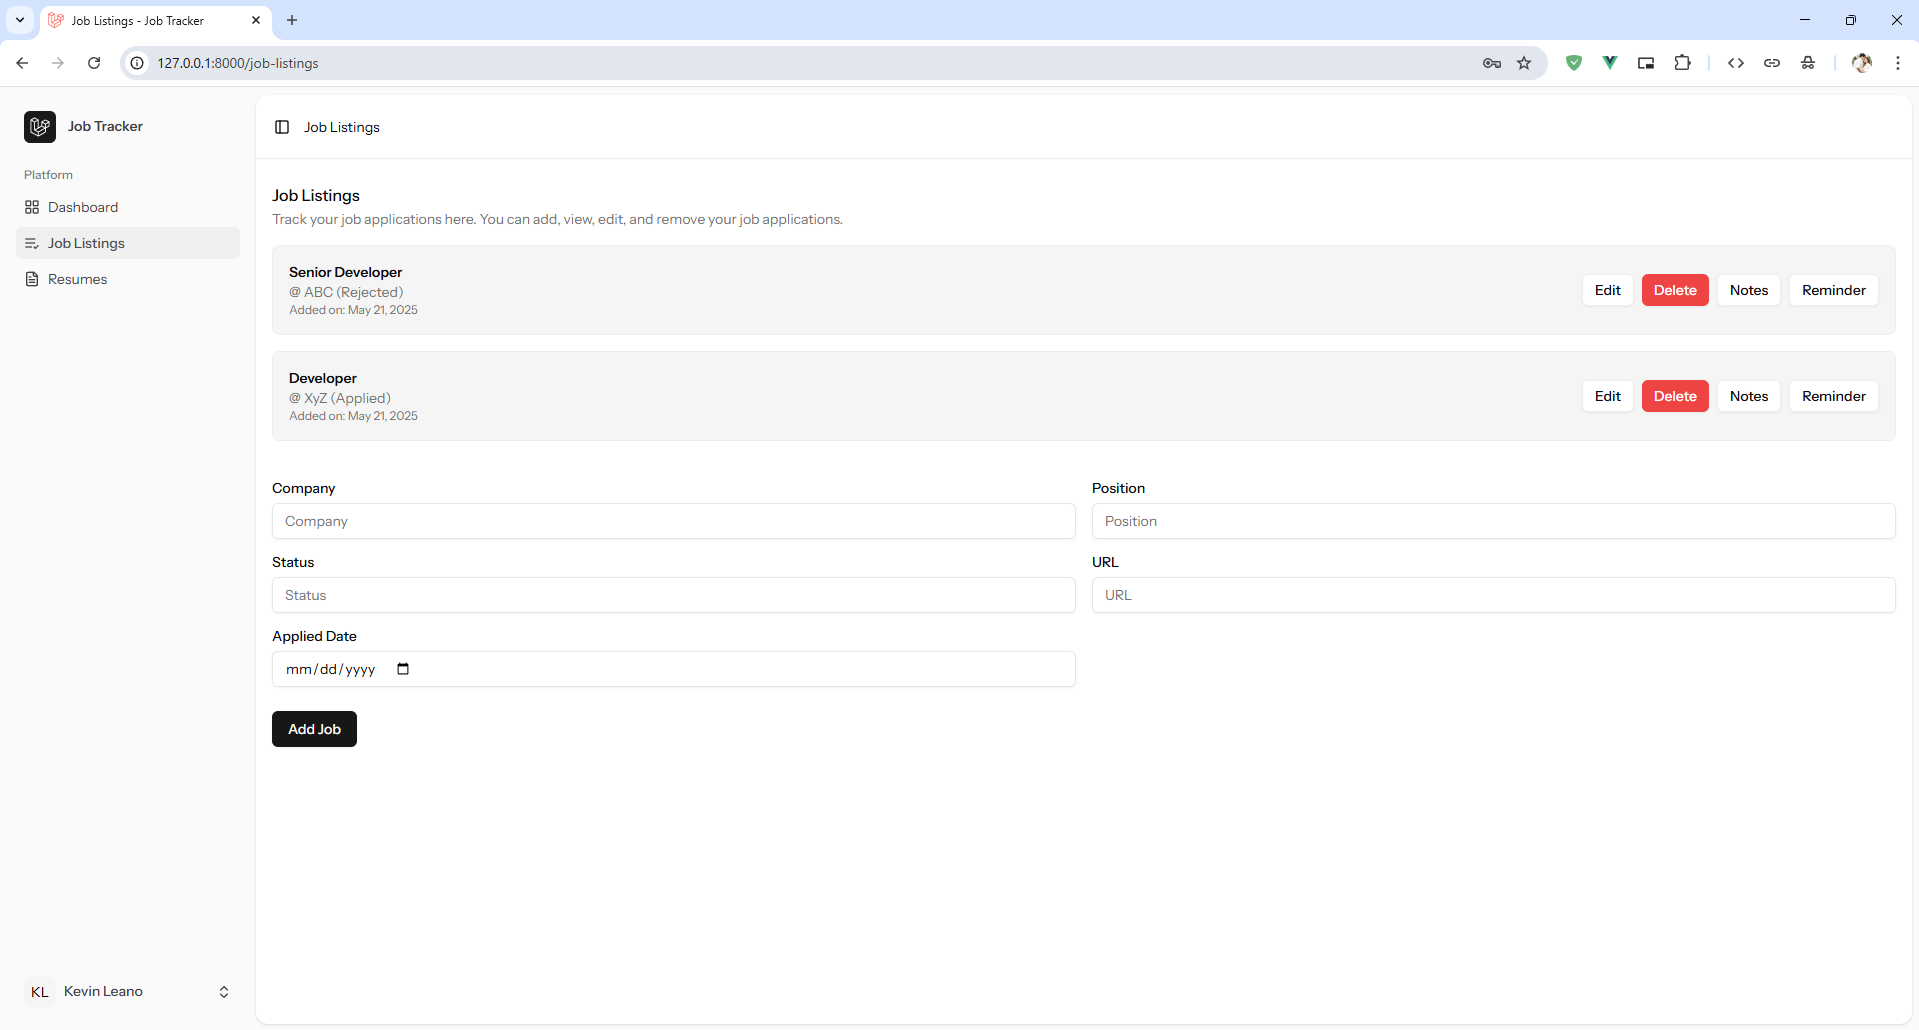 Job Listings - Job Tracker
127.0.0.1:8000/job-listings
Job Tracker
Platform
Dashboard
Job Listings
Resumes
KL Kevin Leano
Job Listings
Job Listings
Track your job applications here. You can add, view, edit, and remove your job applications.
Senior Developer
@ ABC (Rejected)
Added on: May 21, 2025
Edit Delete Notes Reminder
Developer
@ XyZ (Applied)
Added on: May 21, 2025
Edit Delete Notes Reminder
Company
Company
Position
Position
Status
Status
URL
URL
Applied Date
mm/dd/yyyy
Add Job